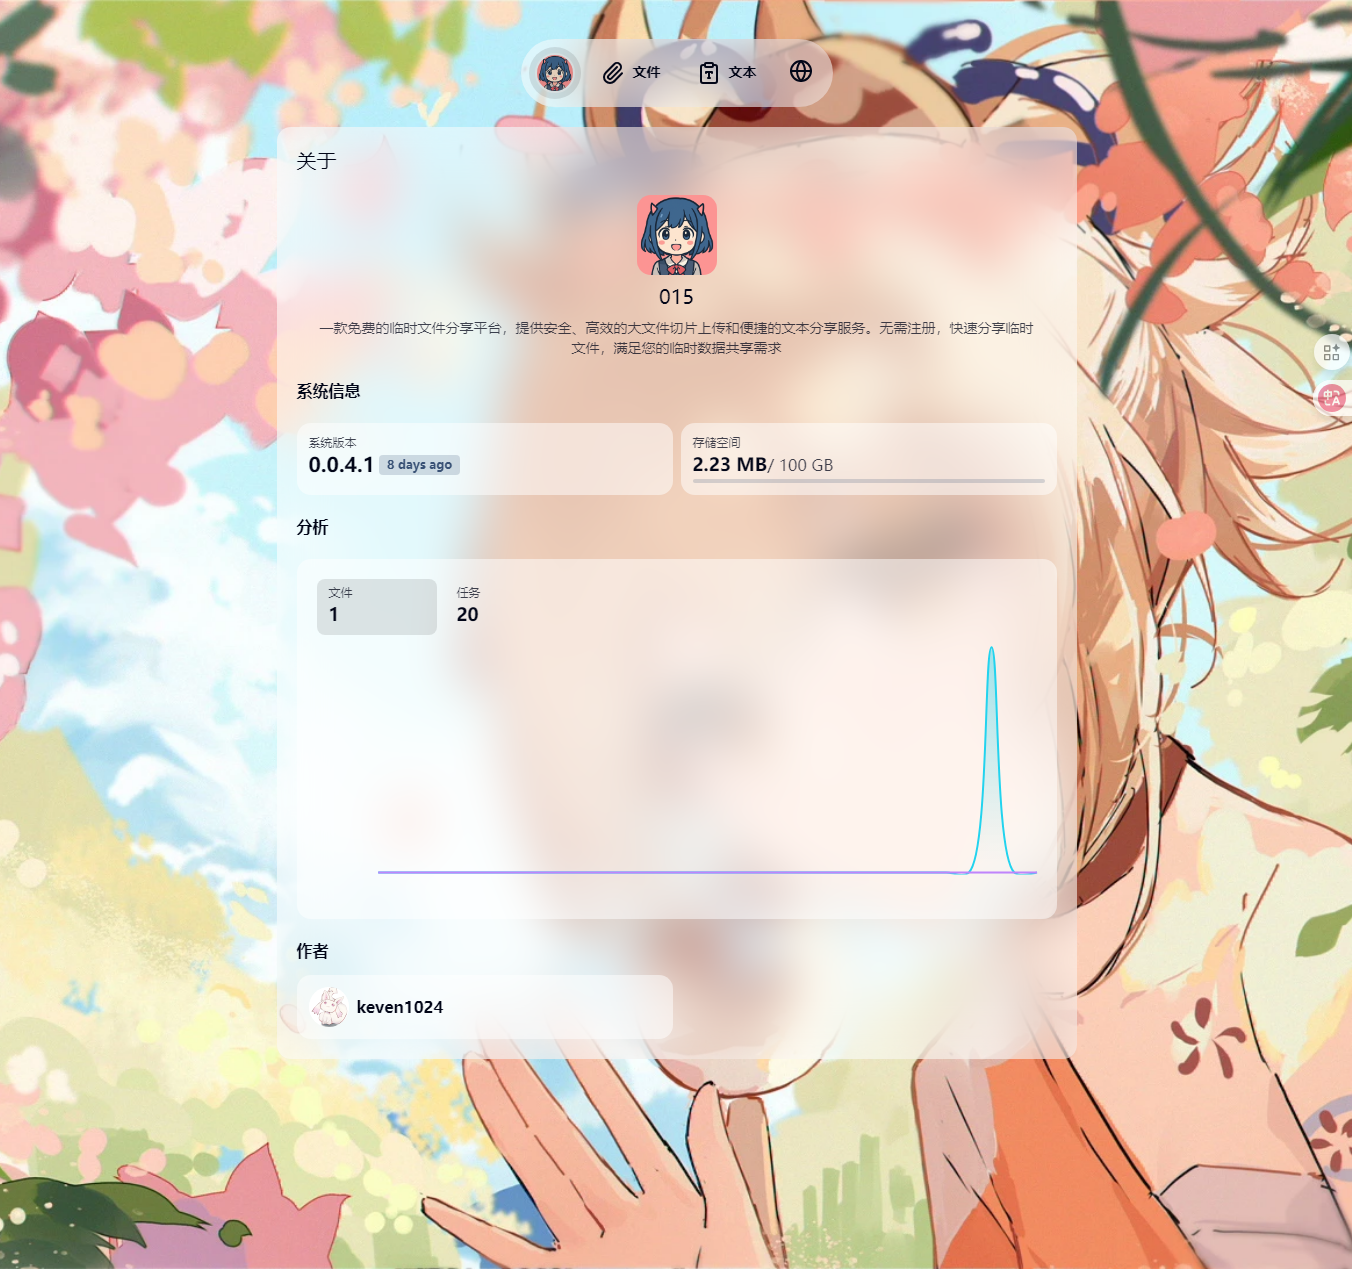 文件
文本
关于
015
一款免费的临时文件分享平台，提供安全、高效的大文件切片上传和便捷的文本分享服务。无需注册，快速分享临时
文件，满足您的临时数据共享需求
系统信息
系统版本
0.0.4.1 8 days ago
存储空间
2.23 MB/ 100 GB
分析
文件
1
任务
20
作者
keven1024